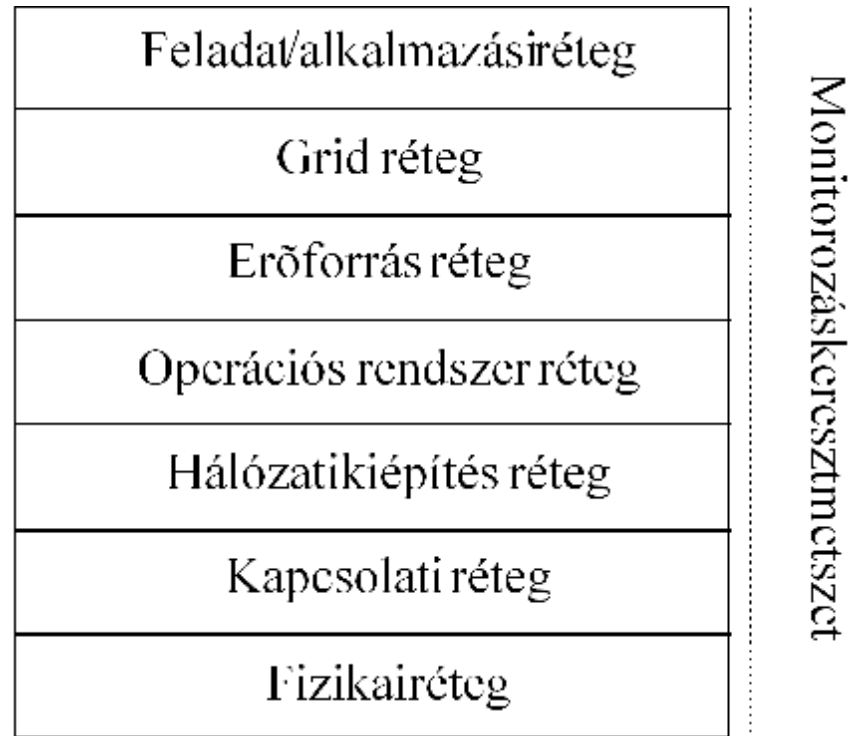 Feladat/alkalmazásiréteg
Grid réteg
Erõforrás réteg
Operációs rendszer réteg
Hálózatikiépítés réteg
Kapcsolati réteg
Fizikairéteg
Monitorozáskeresztmetszet